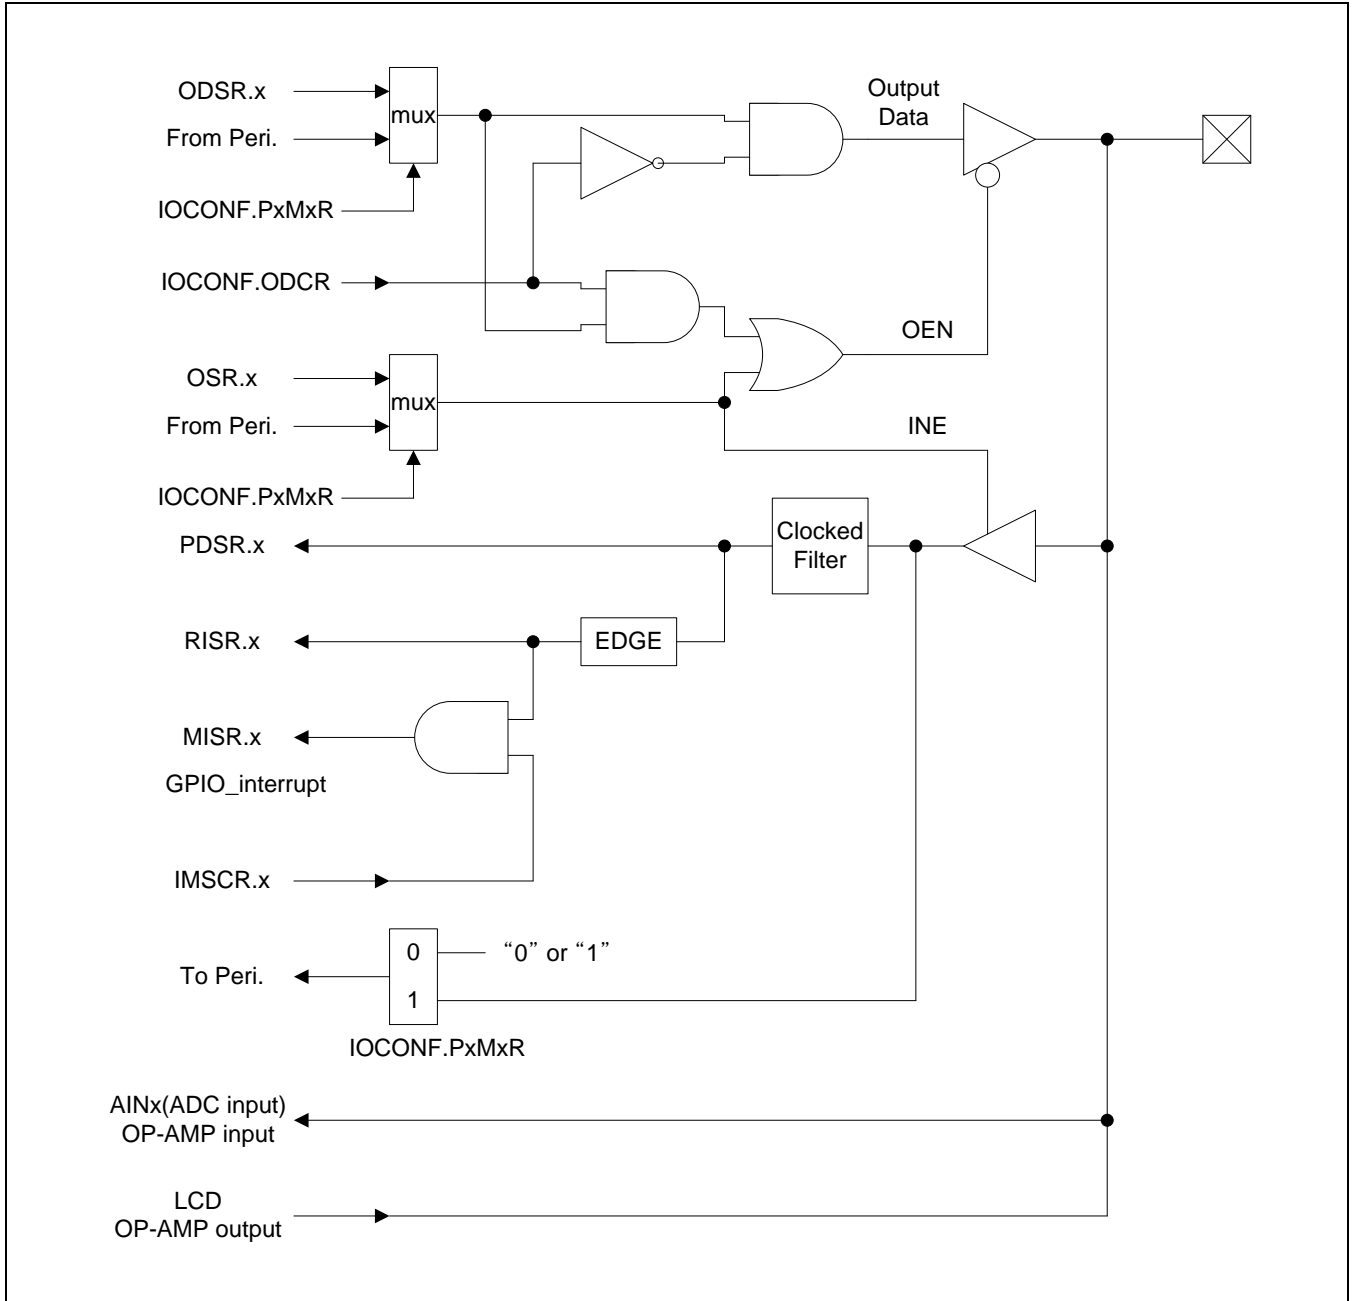 ODSR.x
mux
Output
Data
From Peri.
IOCONF.PxMxR
IOCONF.ODCR
OEN
OSR.x
mux
From Peri.
INE
IOCONF.PxMxR
PDSR.x
Clocked
Filter
RISR.x
EDGE
MISR.x
GPIO_interrupt
IMSCR.x
0
“0” or “1”
To Peri.
1
IOCONF.PxMxR
AINx(ADC input)
OP-AMP input
LCD
OP-AMP output